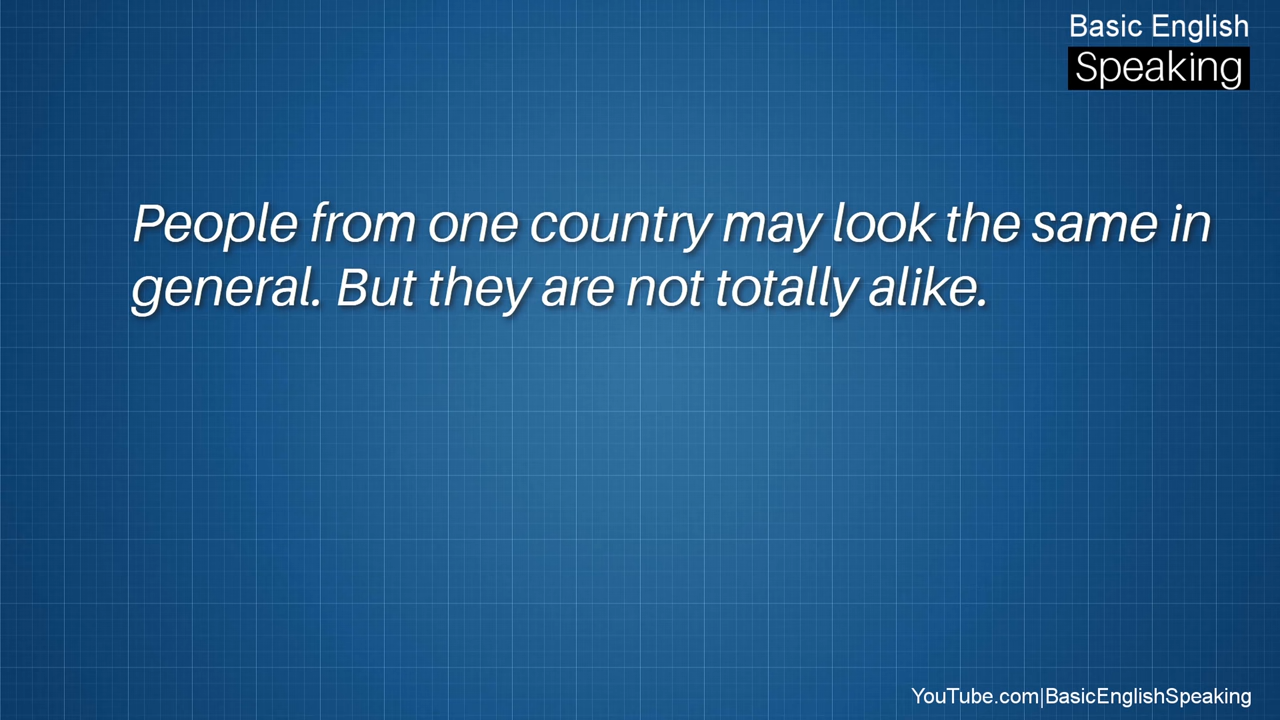 Basic English
Speaking
People from one country may look the same in
general. But they are not totally alike.
YouTube.com|BasicEnglishSpeaking